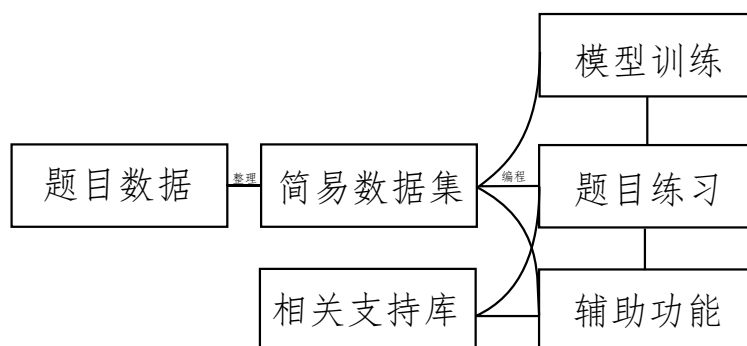 模型训练
题目数据
整理
简易数据集
编程
题目练习
相关支持库
辅助功能